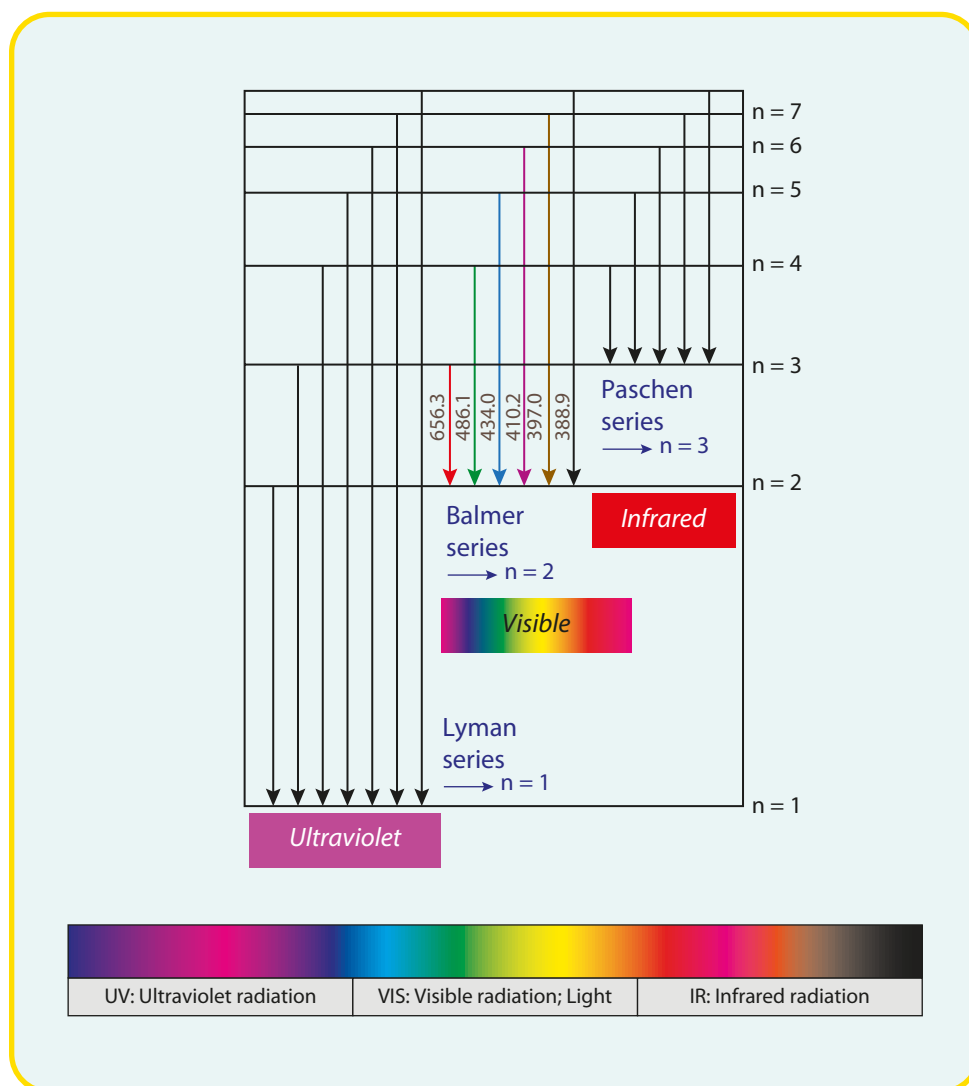 n = 7
n = 6
n = 5
n = 4
n = 3
656.3
486.1
434.0
410.2
397.0
388.9
Paschen
series
n = 3
n = 2
Infrared
Balmer
series
n = 2
Visible
Lyman
series
n = 1
n = 1
Ultraviolet
UV: Ultraviolet radiation
VIS: Visible radiation; Light
IR: Infrared radiation